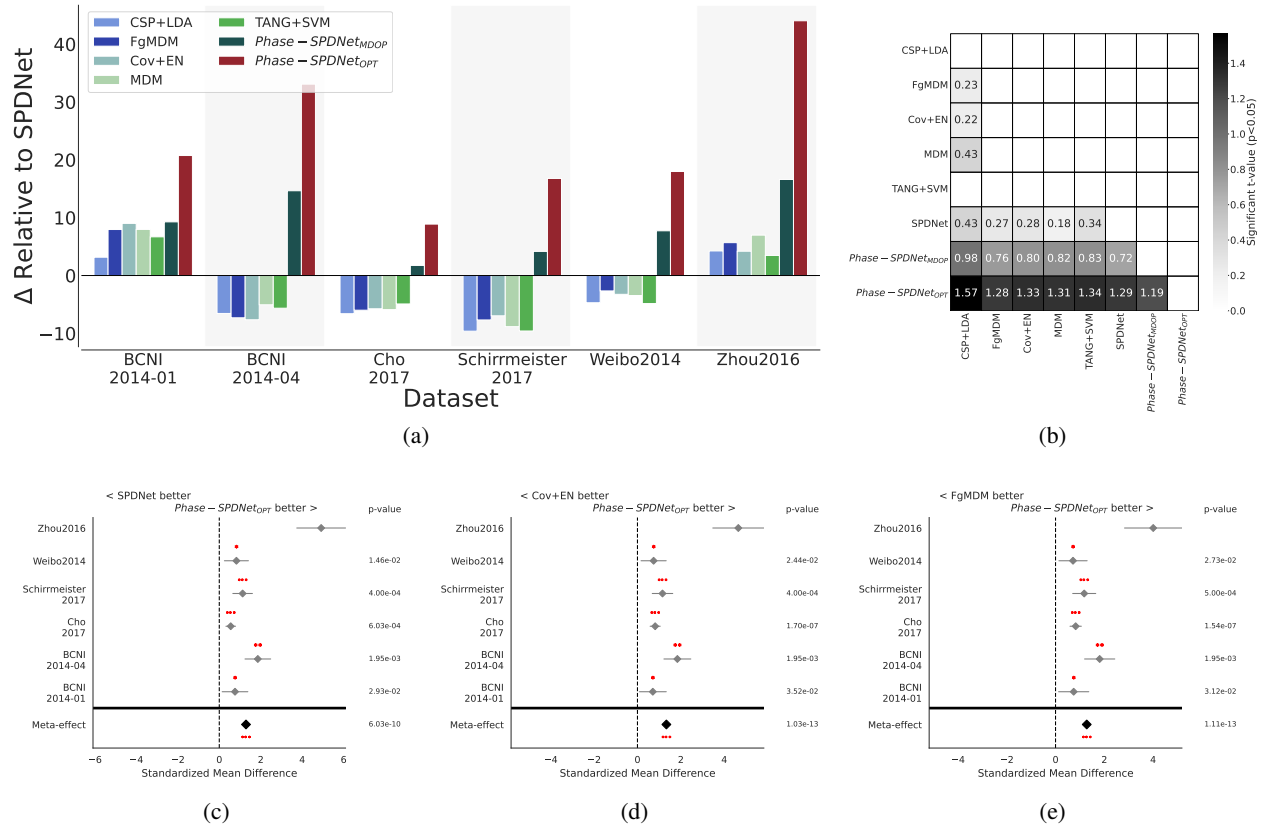 CSP+LDA
FgMDM
Cov+EN
MDM
TANG+SVM
Phase − SPDNet_MDOP
Phase − SPDNet_OPT
Δ Relative to SPDNet
40
30
20
10
0
−10
BCNI
2014-01
BCNI
2014-04
Cho
2017
Schirrmeister
2017
Weibo2014
Zhou2016
Dataset
(a)
CSP+LDA
FgMDM
0.23
Cov+EN
0.22
MDM
0.43
TANG+SVM
SPDNet
0.43 0.27 0.28 0.18 0.34
Phase − SPDNet_MDOP
0.98 0.76 0.80 0.82 0.83 0.72
Phase − SPDNet_OPT
1.57 1.28 1.33 1.31 1.34 1.29 1.19
CSP+LDA
FgMDM
Cov+EN
MDM
TANG+SVM
SPDNet
Phase − SPDNet_MDOP
Phase − SPDNet_OPT
1.4
1.2
1.0
0.8
0.6
0.4
0.2
0.0
Significant t-value (p<0.05)
(b)
< SPDNet better
Phase − SPDNet_OPT better >
p-value
Zhou2016
Weibo2014
1.46e-02
Schirrmeister
2017
4.00e-04
Cho
2017
6.03e-04
BCNI
2014-04
1.95e-03
BCNI
2014-01
2.93e-02
Meta-effect
6.03e-10
−6 −4 −2 0 2 4 6
Standardized Mean Difference
(c)
< Cov+EN better
Phase − SPDNet_OPT better >
p-value
Zhou2016
Weibo2014
2.44e-02
Schirrmeister
2017
4.00e-04
Cho
2017
1.70e-07
BCNI
2014-04
1.95e-03
BCNI
2014-01
3.52e-02
Meta-effect
1.03e-13
−4 −2 0 2 4
Standardized Mean Difference
(d)
< FgMDM better
Phase − SPDNet_OPT better >
p-value
Zhou2016
Weibo2014
2.73e-02
Schirrmeister
2017
5.00e-04
Cho
2017
1.54e-07
BCNI
2014-04
1.95e-03
BCNI
2014-01
3.12e-02
Meta-effect
1.11e-13
−4 −2 0 2 4
Standardized Mean Difference
(e)